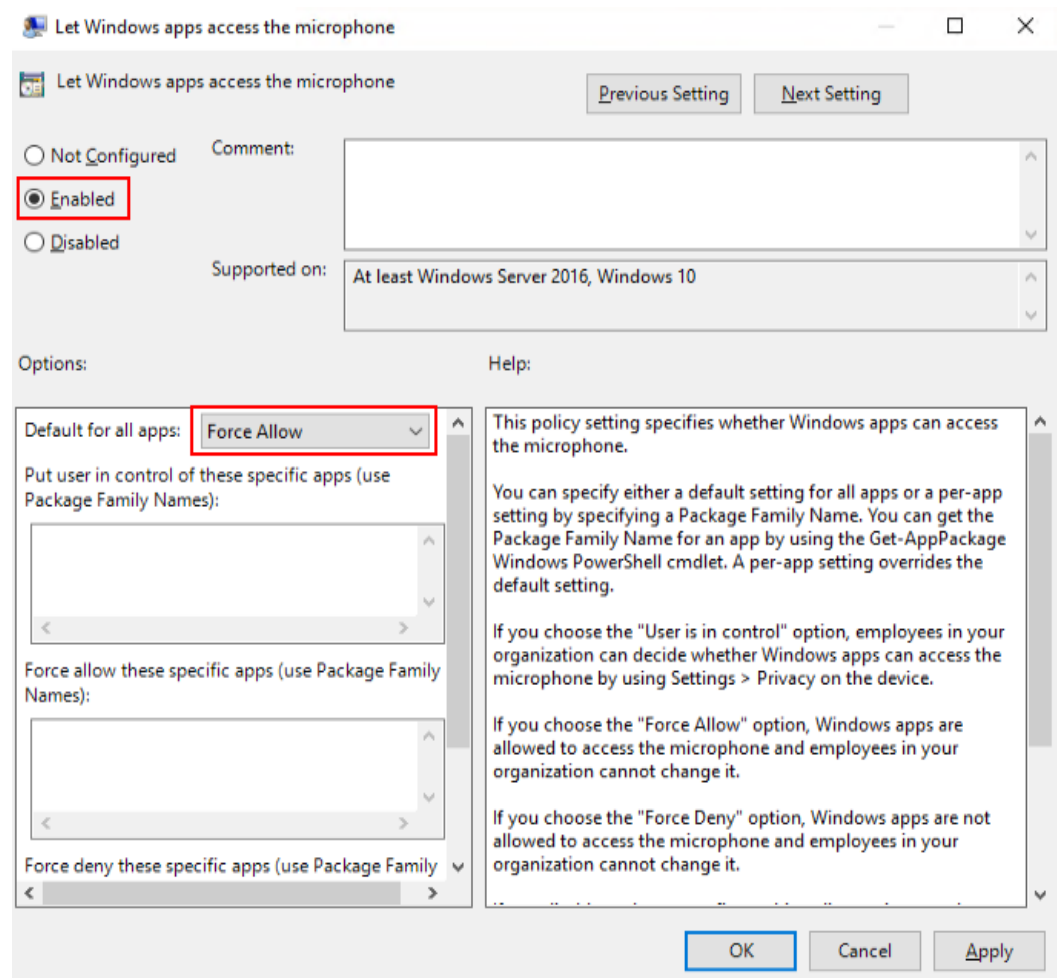 Let Windows apps access the microphone
Let Windows apps access the microphone
Previous Setting
Next Setting
Not Configured
Enabled
Disabled
Comment:
Supported on:
At least Windows Server 2016, Windows 10
Options:
Help:
Default for all apps:
Force Allow
Put user in control of these specific apps (use
Package Family Names):
Force allow these specific apps (use Package Family
Names):
Force deny these specific apps (use Package Family
This policy setting specifies whether Windows apps can access
the microphone.
You can specify either a default setting for all apps or a per-app
setting by specifying a Package Family Name. You can get the
Package Family Name for an app by using the Get-AppPackage
Windows PowerShell cmdlet. A per-app setting overrides the
default setting.
If you choose the "User is in control" option, employees in your
organization can decide whether Windows apps can access the
microphone by using Settings > Privacy on the device.
If you choose the "Force Allow" option, Windows apps are
allowed to access the microphone and employees in your
organization cannot change it.
If you choose the "Force Deny" option, Windows apps are not
allowed to access the microphone and employees in your
organization cannot change it.
OK
Cancel
Apply